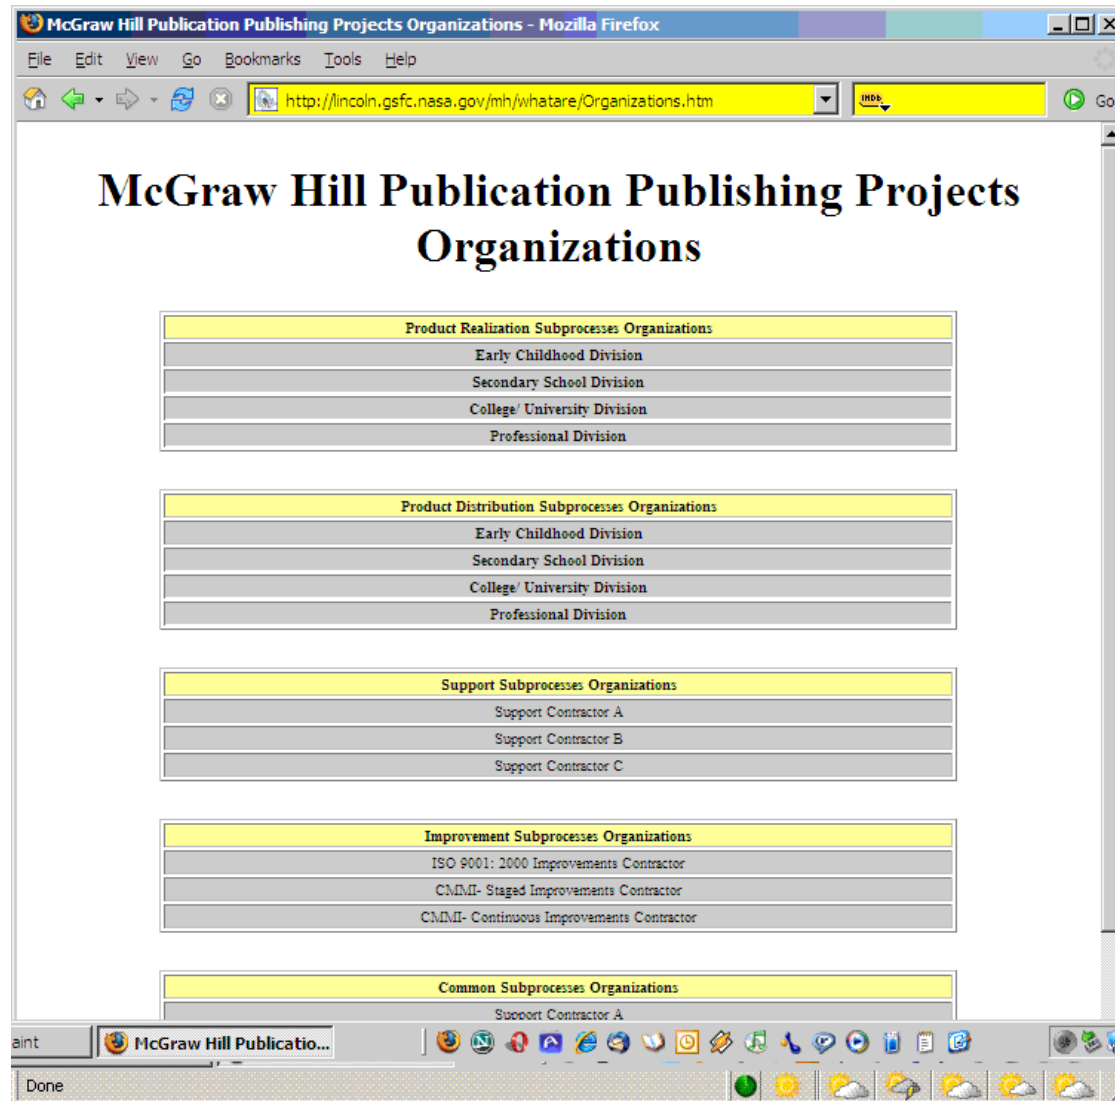 McGraw Hill Publication Publishing Projects Organizations - Mozilla Firefox
File Edit View Go Bookmarks Tools Help
http://lincoln.gsfc.nasa.gov/mh/whatare/Organizations.htm IMDb Go
McGraw Hill Publication Publishing Projects
Organizations
Product Realization Subprocesses Organizations
Early Childhood Division
Secondary School Division
College/ University Division
Professional Division
Product Distribution Subprocesses Organizations
Early Childhood Division
Secondary School Division
College/ University Division
Professional Division
Support Subprocesses Organizations
Support Contractor A
Support Contractor B
Support Contractor C
Improvement Subprocesses Organizations
ISO 9001: 2000 Improvements Contractor
CMMI- Staged Improvements Contractor
CMMI- Continuous Improvements Contractor
Common Subprocesses Organizations
Support Contractor A
aint McGraw Hill Publicatio...
Done